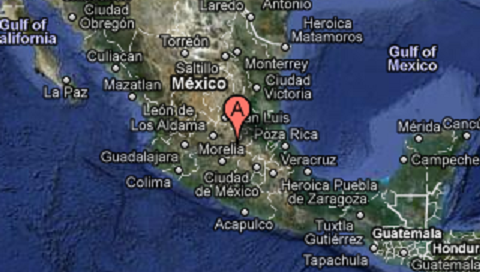 Ciudad
Obregón
Laredo
Antonio
Gulf of
California
Heroica
Matamoros
Torreón
Culiacán
Saltillo
Monterrey
Gulf of
Mexico
La Paz
Mazatlan
México
Ciudad
Victoria
A
León de
Los Aldama
San Luis
Poza Rica
Mérida
Cancú
Guadalajara
Morelia
Veracruz
Campeche
Colima
Ciudad
de México
Heroica Puebla
de Zaragoza
Acapulco
Tuxtla
Gutiérrez
Guatemala
Hondur
Tapachula
Guatemala